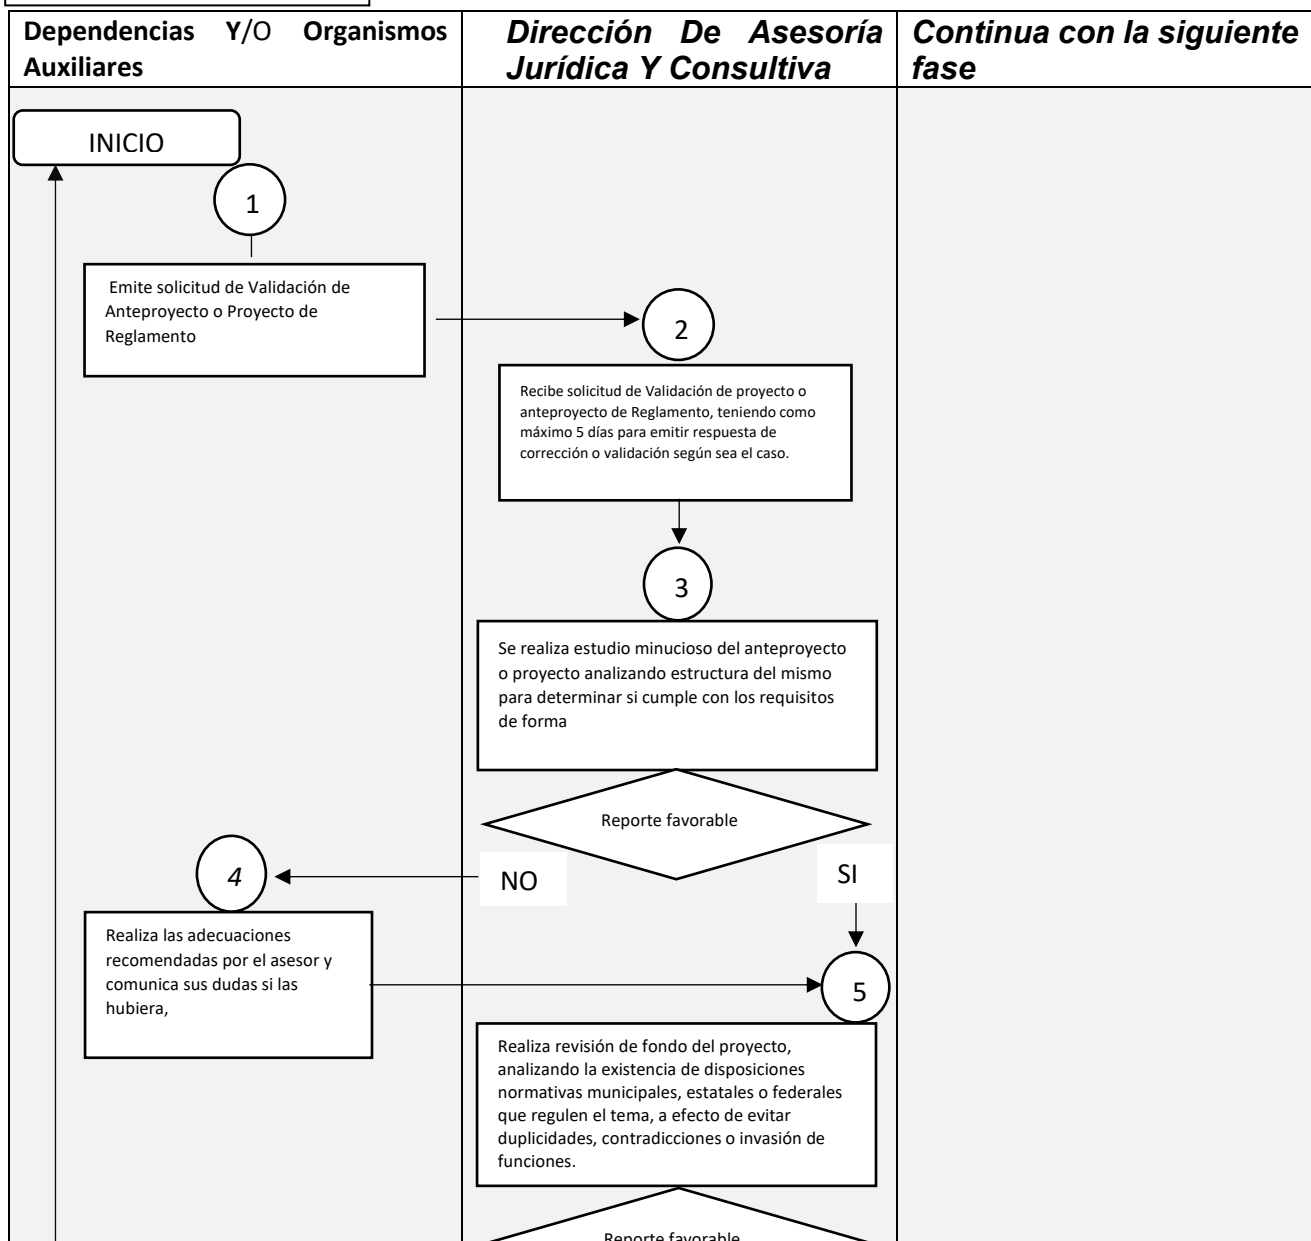 Dependencias Y/O Organismos
Auxiliares
Dirección De Asesoría
Jurídica Y Consultiva
Continua con la siguiente
fase
INICIO
1
Emite solicitud de Validación de
Anteproyecto o Proyecto de
Reglamento
2
Recibe solicitud de Validación de proyecto o
anteproyecto de Reglamento, teniendo como
máximo 5 días para emitir respuesta de
corrección o validación según sea el caso.
3
Se realiza estudio minucioso del anteproyecto
o proyecto analizando estructura del mismo
para determinar si cumple con los requisitos
de forma
Reporte favorable
NO
SI
4
Realiza las adecuaciones
recomendadas por el asesor y
comunica sus dudas si las
hubiera,
5
Realiza revisión de fondo del proyecto,
analizando la existencia de disposiciones
normativas municipales, estatales o federales
que regulen el tema, a efecto de evitar
duplicidades, contradicciones o invasión de
funciones.
Reporte favorable